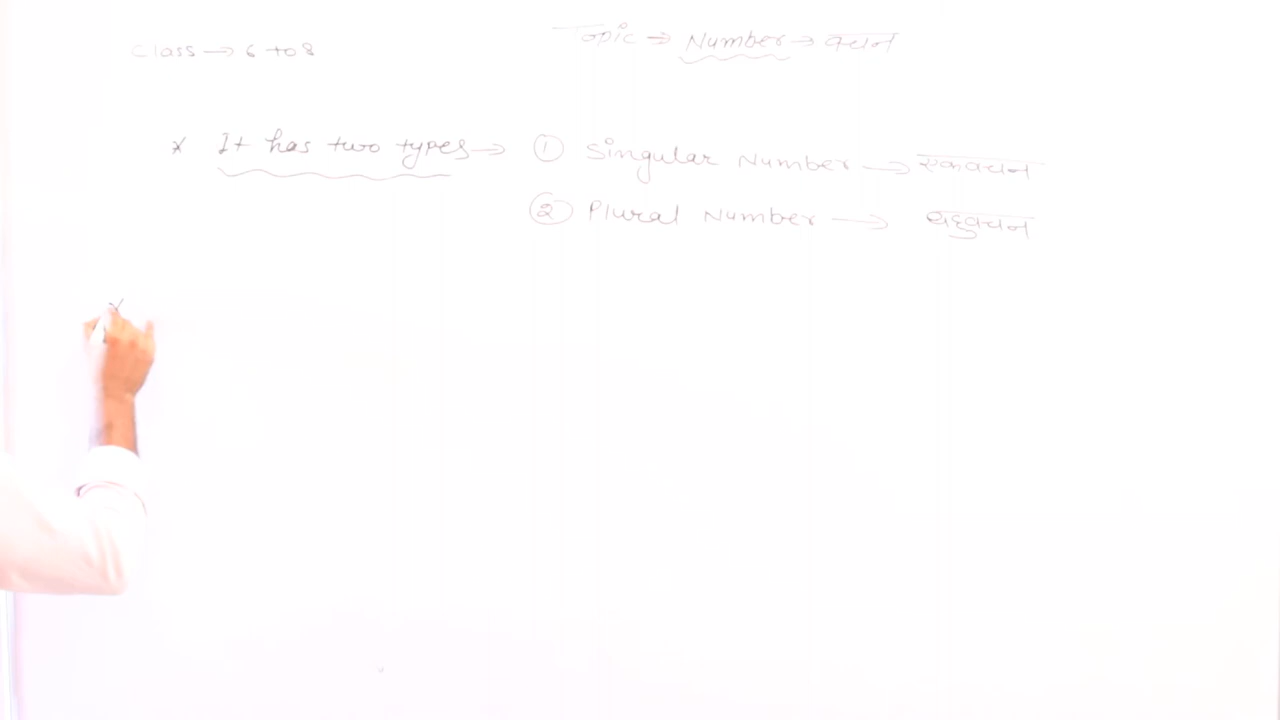 Class → 6 to 8
Topic → Number → वचन
* It has two types → ① Singular Number → एकवचन
② Plural Number → बहुवचन
*